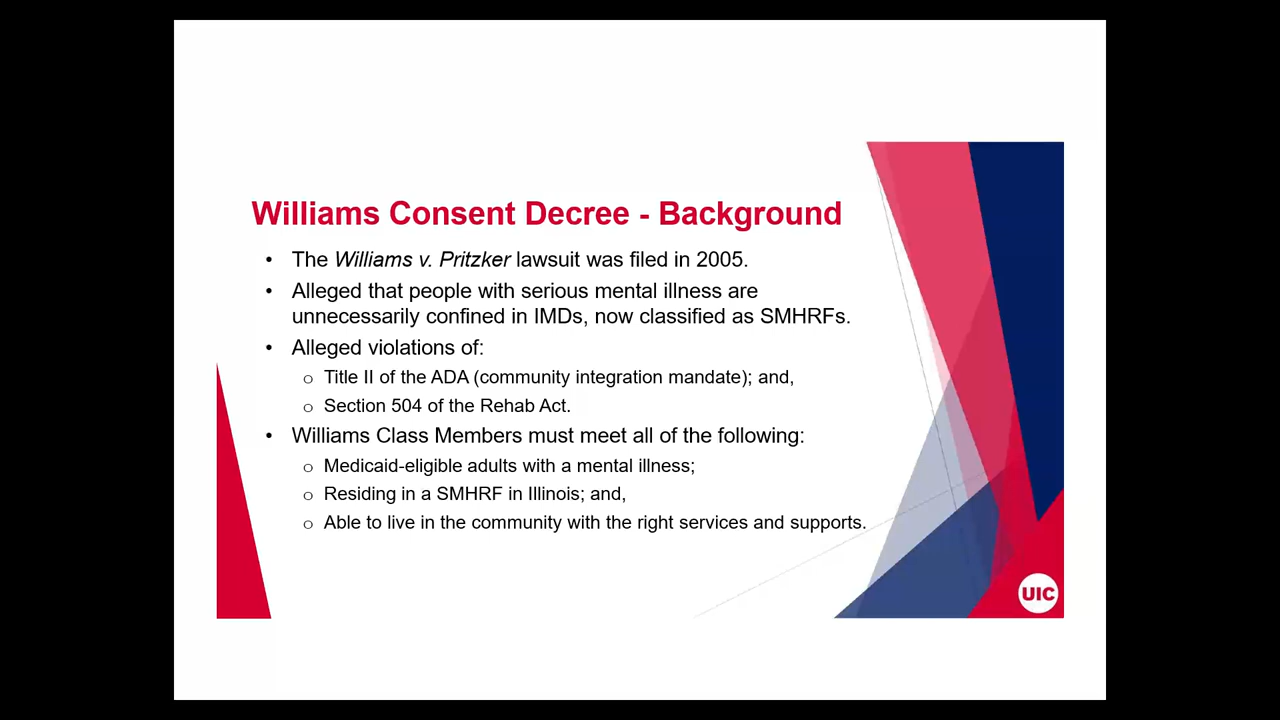 Williams Consent Decree - Background
• The Williams v. Pritzker lawsuit was filed in 2005.
• Alleged that people with serious mental illness are
unnecessarily confined in IMDs, now classified as SMHRFs.
• Alleged violations of:
o Title II of the ADA (community integration mandate); and,
o Section 504 of the Rehab Act.
• Williams Class Members must meet all of the following:
o Medicaid-eligible adults with a mental illness;
o Residing in a SMHRF in Illinois; and,
o Able to live in the community with the right services and supports.
UIC